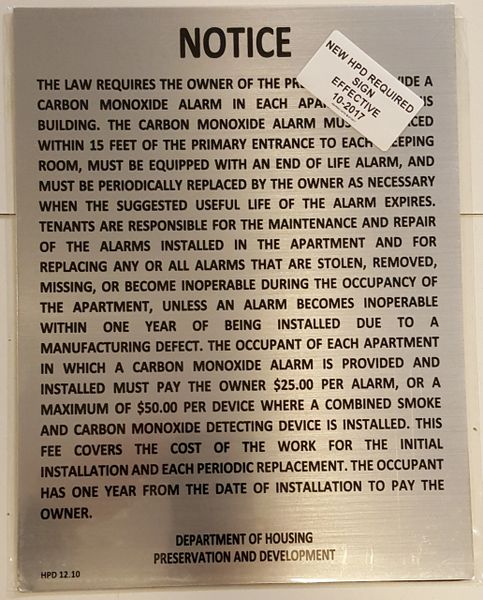 NOTICE
THE LAW REQUIRES THE OWNER OF THE VIDE A
CARBON MONOXIDE ALARM IN EACH
BUILDING. THE CARBON MONOXIDE ALARM
WITHIN 15 FEET OF THE PRIMARY ENTRANCE TO EACH EEPING
ROOM, MUST BE EQUIPPED WITH AN END OF LIFE ALARM, AND
MUST BE PERIODICALLY REPLACED BY THE OWNER AS NECESSARY
WHEN THE SUGGESTED USEFUL LIFE OF THE ALARM EXPIRES.
TENANTS ARE RESPONSIBLE FOR THE MAINTENANCE AND REPAIR
OF THE ALARMS INSTALLED IN THE APARTMENT AND FOR
REPLACING ANY OR ALL ALARMS THAT ARE STOLEN, REMOVED,
MISSING, OR BECOME INOPERABLE DURING THE OCCUPANCY OF
THE APARTMENT, UNLESS AN ALARM BECOMES INOPERABLE
WITHIN ONE YEAR OF BEING INSTALLED DUE TO A
MANUFACTURING DEFECT. THE OCCUPANT OF EACH APARTMENT
IN WHICH A CARBON MONOXIDE ALARM IS PROVIDED AND
INSTALLED MUST PAY THE OWNER $25.00 PER ALARM, OR A
MAXIMUM OF $50.00 PER DEVICE WHERE A COMBINED SMOKE
AND CARBON MONOXIDE DETECTING DEVICE IS INSTALLED. THIS
FEE COVERS THE COST OF THE WORK FOR THE INITIAL
INSTALLATION AND EACH PERIODIC REPLACEMENT. THE OCCUPANT
HAS ONE YEAR FROM THE DATE OF INSTALLATION TO PAY THE
OWNER.
DEPARTMENT OF HOUSING
PRESERVATION AND DEVELOPMENT
HPD 12.10
NEW HPD REQUIRED
SIGN
EFFECTIVE
10-2017